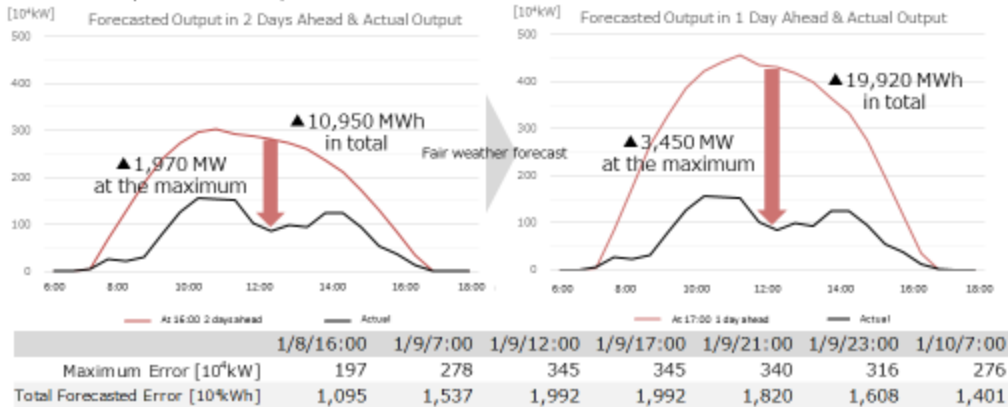 [10⁴kW]
Forecasted Output in 2 Days Ahead & Actual Output
500
400
300
200
100
0
▲10,950 MWh
in total
▲1,970 MW
at the maximum
6:00 8:00 10:00 12:00 14:00 16:00 18:00
At 16:00 2 days ahead Actual
Fair weather forecast
[10⁴kW]
Forecasted Output in 1 Day Ahead & Actual Output
500
400
300
200
100
0
▲19,920 MWh
in total
▲3,450 MW
at the maximum
6:00 8:00 10:00 12:00 14:00 16:00 18:00
At 17:00 1 day ahead Actual
1/8/16:00 1/9/7:00 1/9/12:00 1/9/17:00 1/9/21:00 1/9/23:00 1/10/7:00
Maximum Error [10⁴kW] 197 278 345 345 340 316 276
Total Forecasted Error [10⁴kWh] 1,095 1,537 1,992 1,992 1,820 1,608 1,401